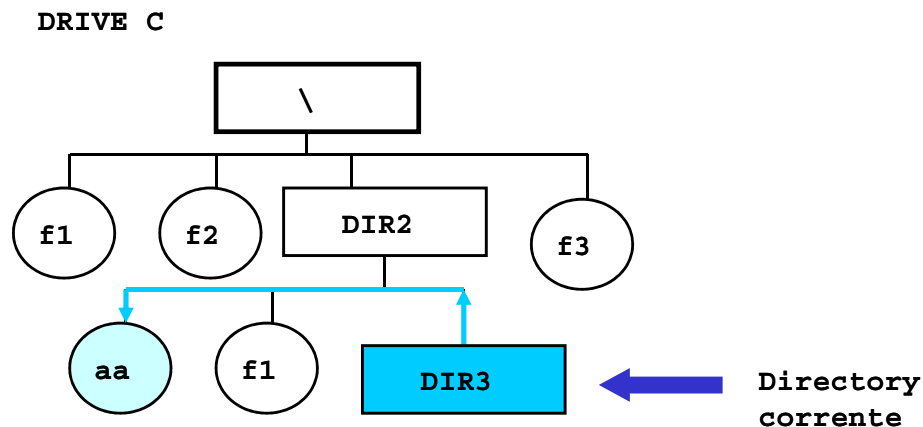 DRIVE C
\
f1
f2
DIR2
f3
aa
f1
DIR3
Directory
corrente